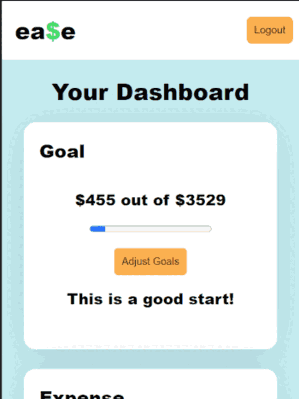 ea$e
Logout
Your Dashboard
Goal
$455 out of $3529
Adjust Goals
This is a good start!
Expense